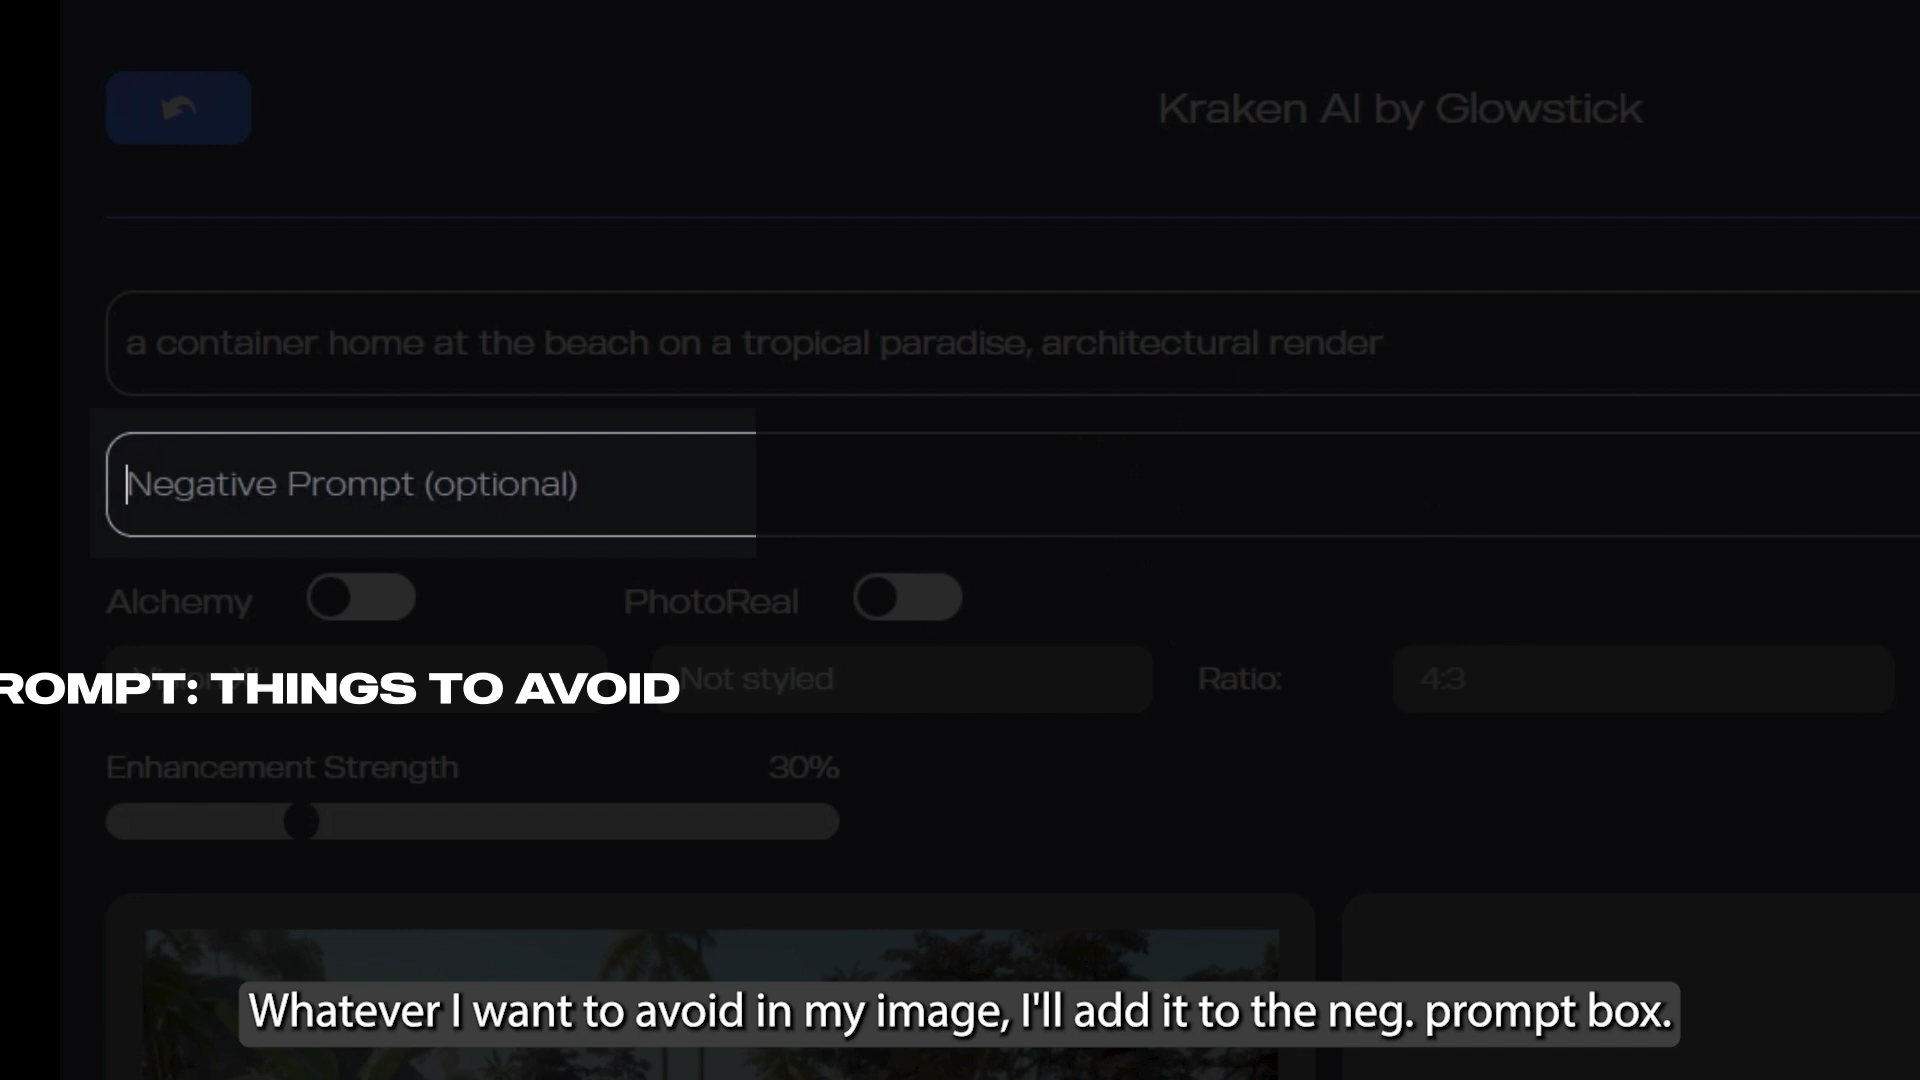 Kraken AI by Glowstick
a container home at the beach on a tropical paradise, architectural render
Negative Prompt (optional)
Alchemy
PhotoReal
ROMPT: THINGS TO AVOID
Not styled
Ratio:
4:3
Enhancement Strength
30%
Whatever I want to avoid in my image, I'll add it to the neg. prompt box.